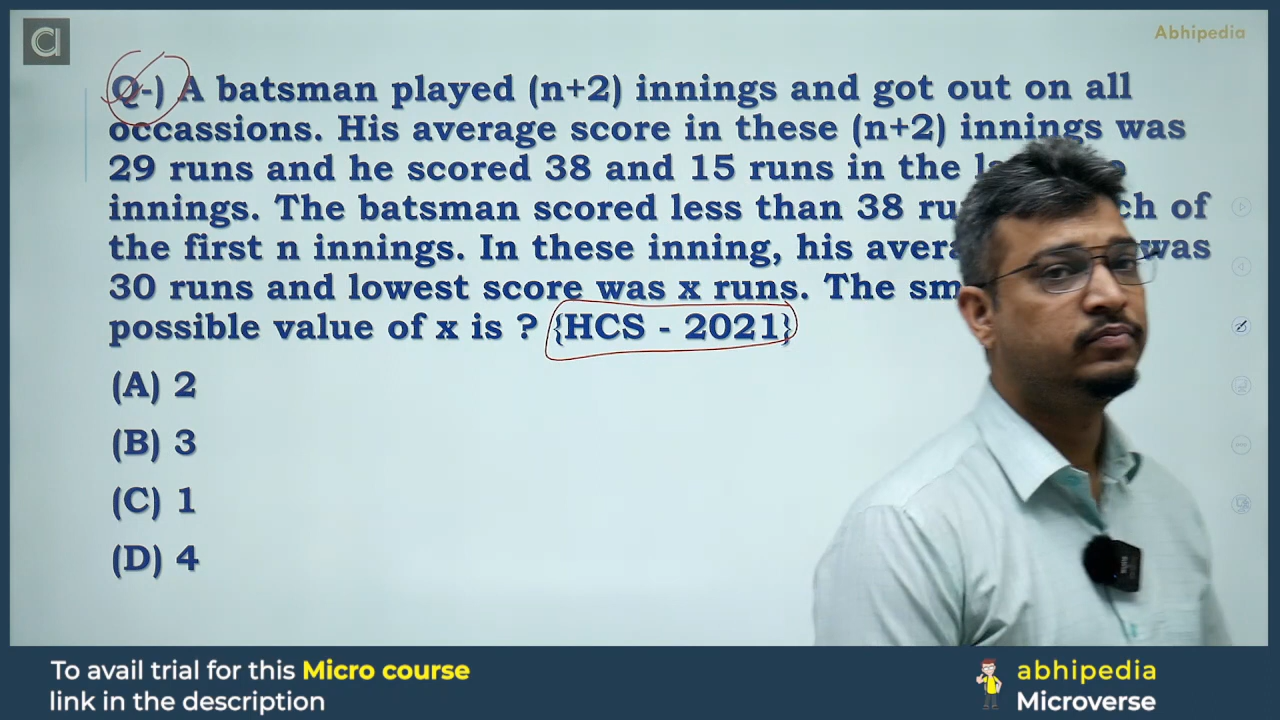 Abhipedia
Q-) A batsman played (n+2) innings and got out on all
occassions. His average score in these (n+2) innings was
29 runs and he scored 38 and 15 runs in the
innings. The batsman scored less than 38 of
the first n innings. In these inning, his was
30 runs and lowest score was x runs. The
possible value of x is ? {HCS - 2021}
(A) 2
(B) 3
(C) 1
(D) 4
To avail trial for this Micro course
link in the description
abhipedia
Microverse